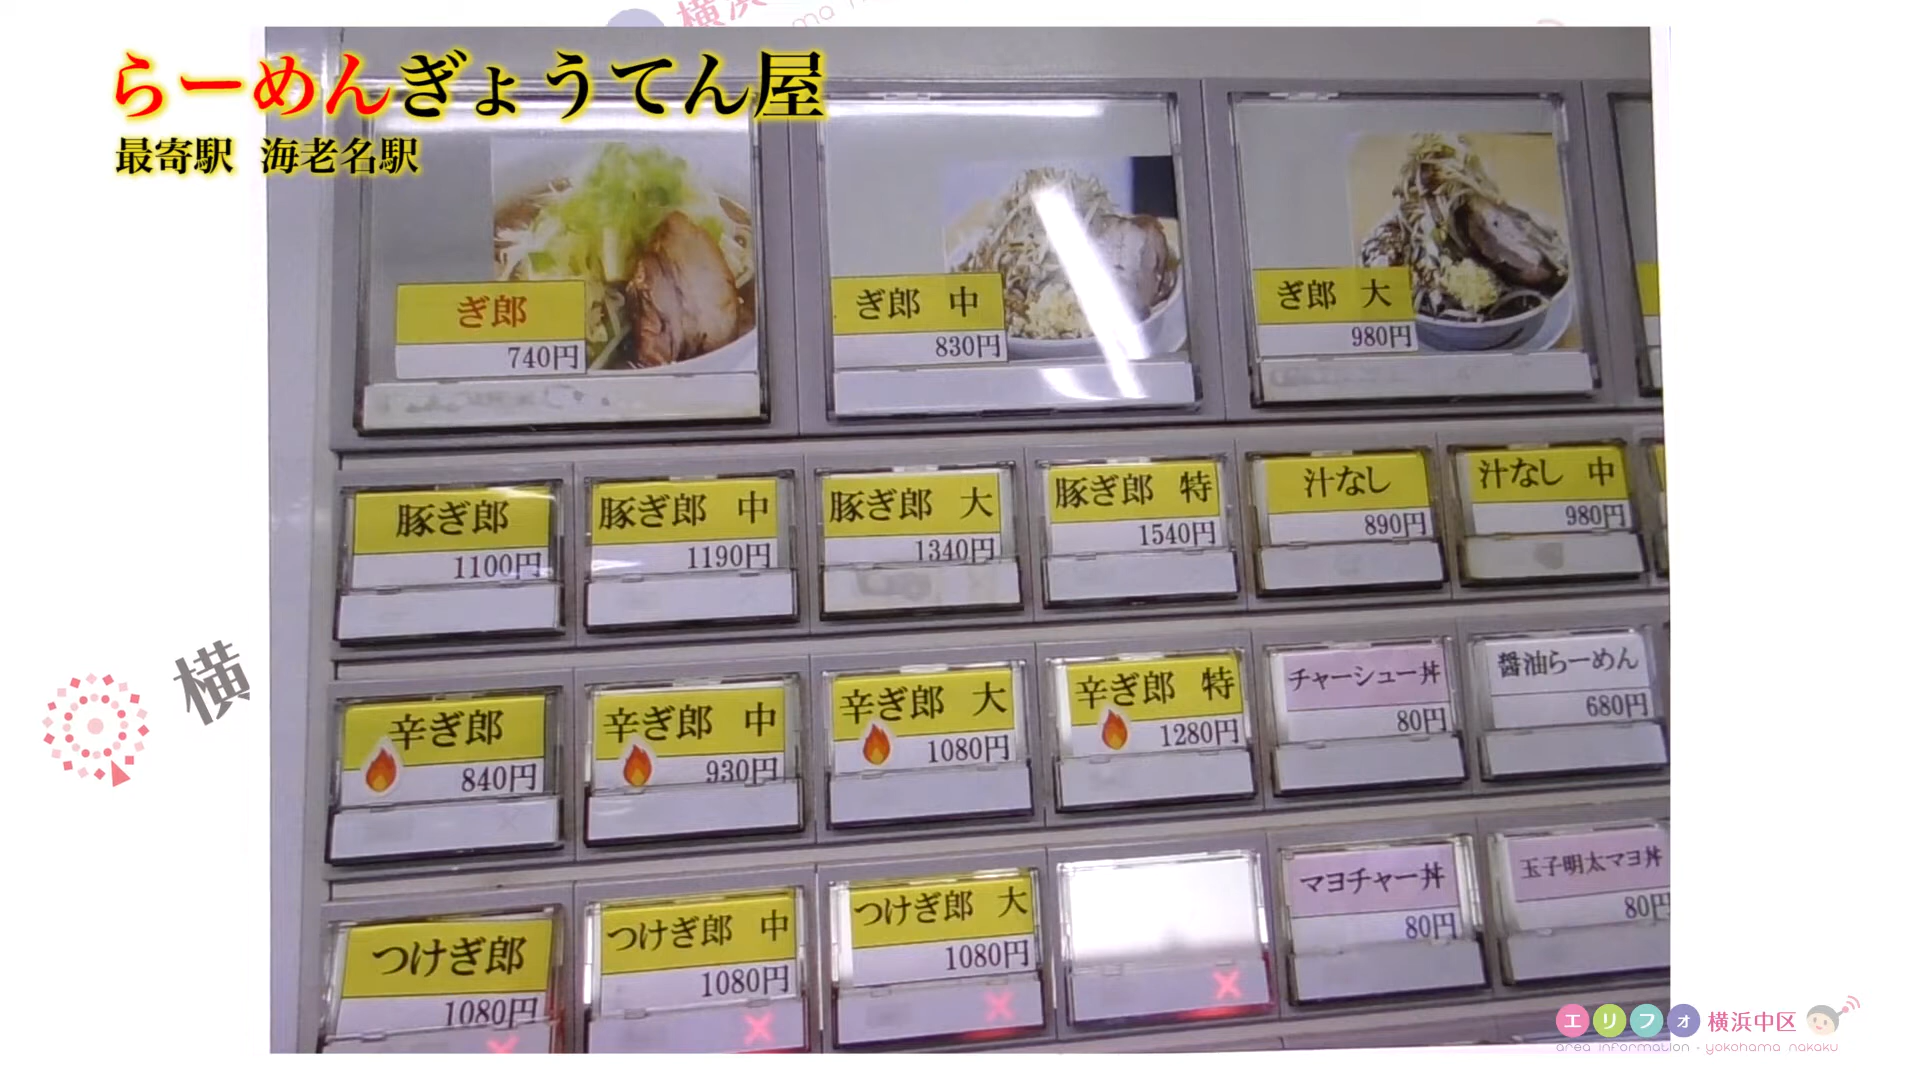 らーめんぎょうてん屋
最寄駅 海老名駅
ぎ郎
740円
ぎ郎 中
830円
ぎ郎 大
980円
豚ぎ郎
1100円
豚ぎ郎 中
1190円
豚ぎ郎 大
1340円
豚ぎ郎 特
1540円
汁なし
890円
汁なし 中
980円
辛ぎ郎
840円
辛ぎ郎 中
930円
辛ぎ郎 大
1080円
辛ぎ郎 特
1280円
チャーシュー丼
80円
醤油らーめん
680円
つけぎ郎
1080円
つけぎ郎 中
1080円
つけぎ郎 大
1080円
マヨチャー丼
80円
玉子明太マヨ丼
80円
横
横浜
エリフォ 横浜中区
area information - yokohama nakaku